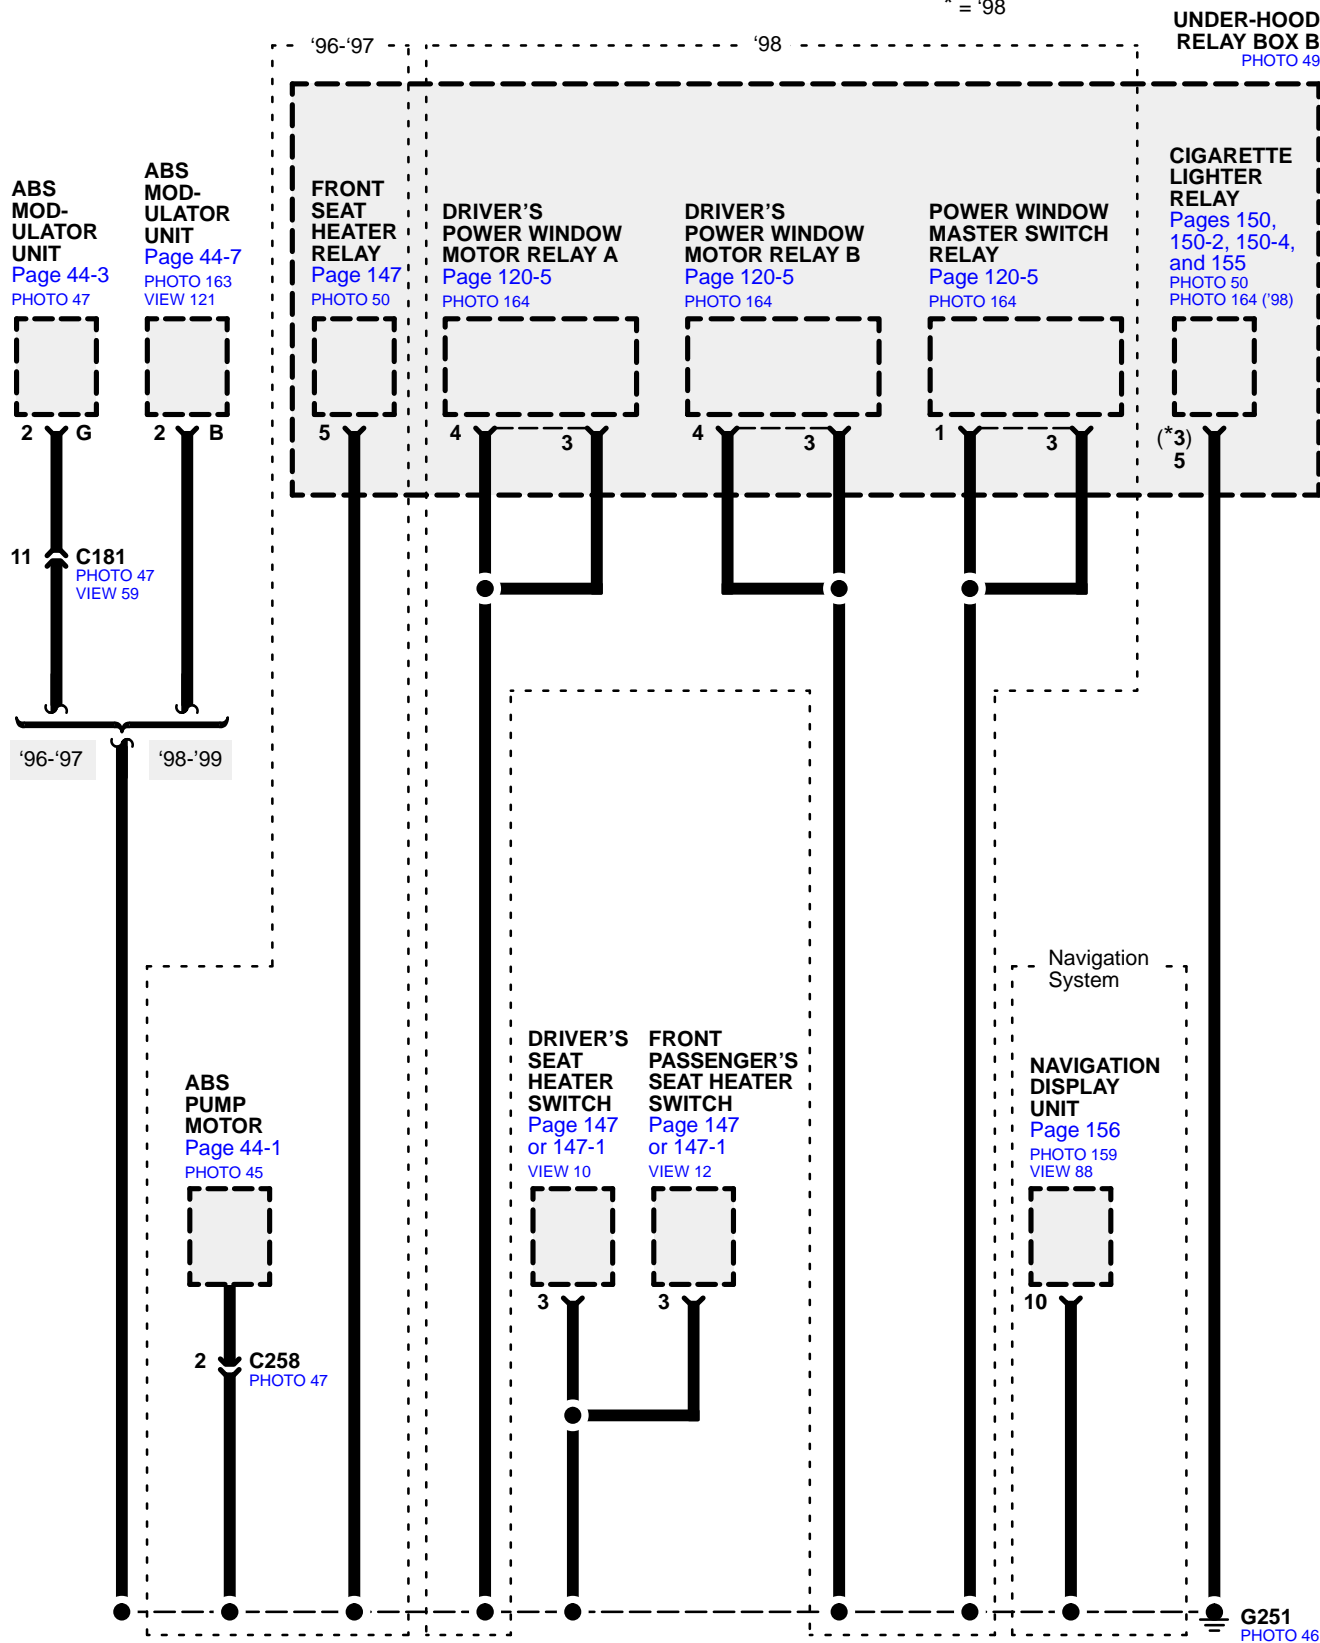 * = ‘98
UNDER-HOOD
RELAY BOX B
PHOTO 49
‘96-‘97
‘98
ABS
MOD-
ULATOR
UNIT
Page 44-3
PHOTO 47
ABS
MOD-
ULATOR
UNIT
Page 44-7
PHOTO 163
VIEW 121
FRONT
SEAT
HEATER
RELAY
Page 147
PHOTO 50
DRIVER’S
POWER WINDOW
MOTOR RELAY A
Page 120-5
PHOTO 164
DRIVER’S
POWER WINDOW
MOTOR RELAY B
Page 120-5
PHOTO 164
POWER WINDOW
MASTER SWITCH
RELAY
Page 120-5
PHOTO 164
CIGARETTE
LIGHTER
RELAY
Pages 150,
150-2, 150-4,
and 155
PHOTO 50
PHOTO 164 (’98)
2 G
2 B
5
4
3
4
3
1
3
(*3)
5
11 C181
PHOTO 47
VIEW 59
‘96-‘97
‘98-’99
Navigation
System
ABS
PUMP
MOTOR
Page 44-1
PHOTO 45
DRIVER’S
SEAT
HEATER
SWITCH
Page 147
or 147-1
VIEW 10
FRONT
PASSENGER’S
SEAT HEATER
SWITCH
Page 147
or 147-1
VIEW 12
NAVIGATION
DISPLAY
UNIT
Page 156
PHOTO 159
VIEW 88
3
3
10
2 C258
PHOTO 47
G251
PHOTO 46